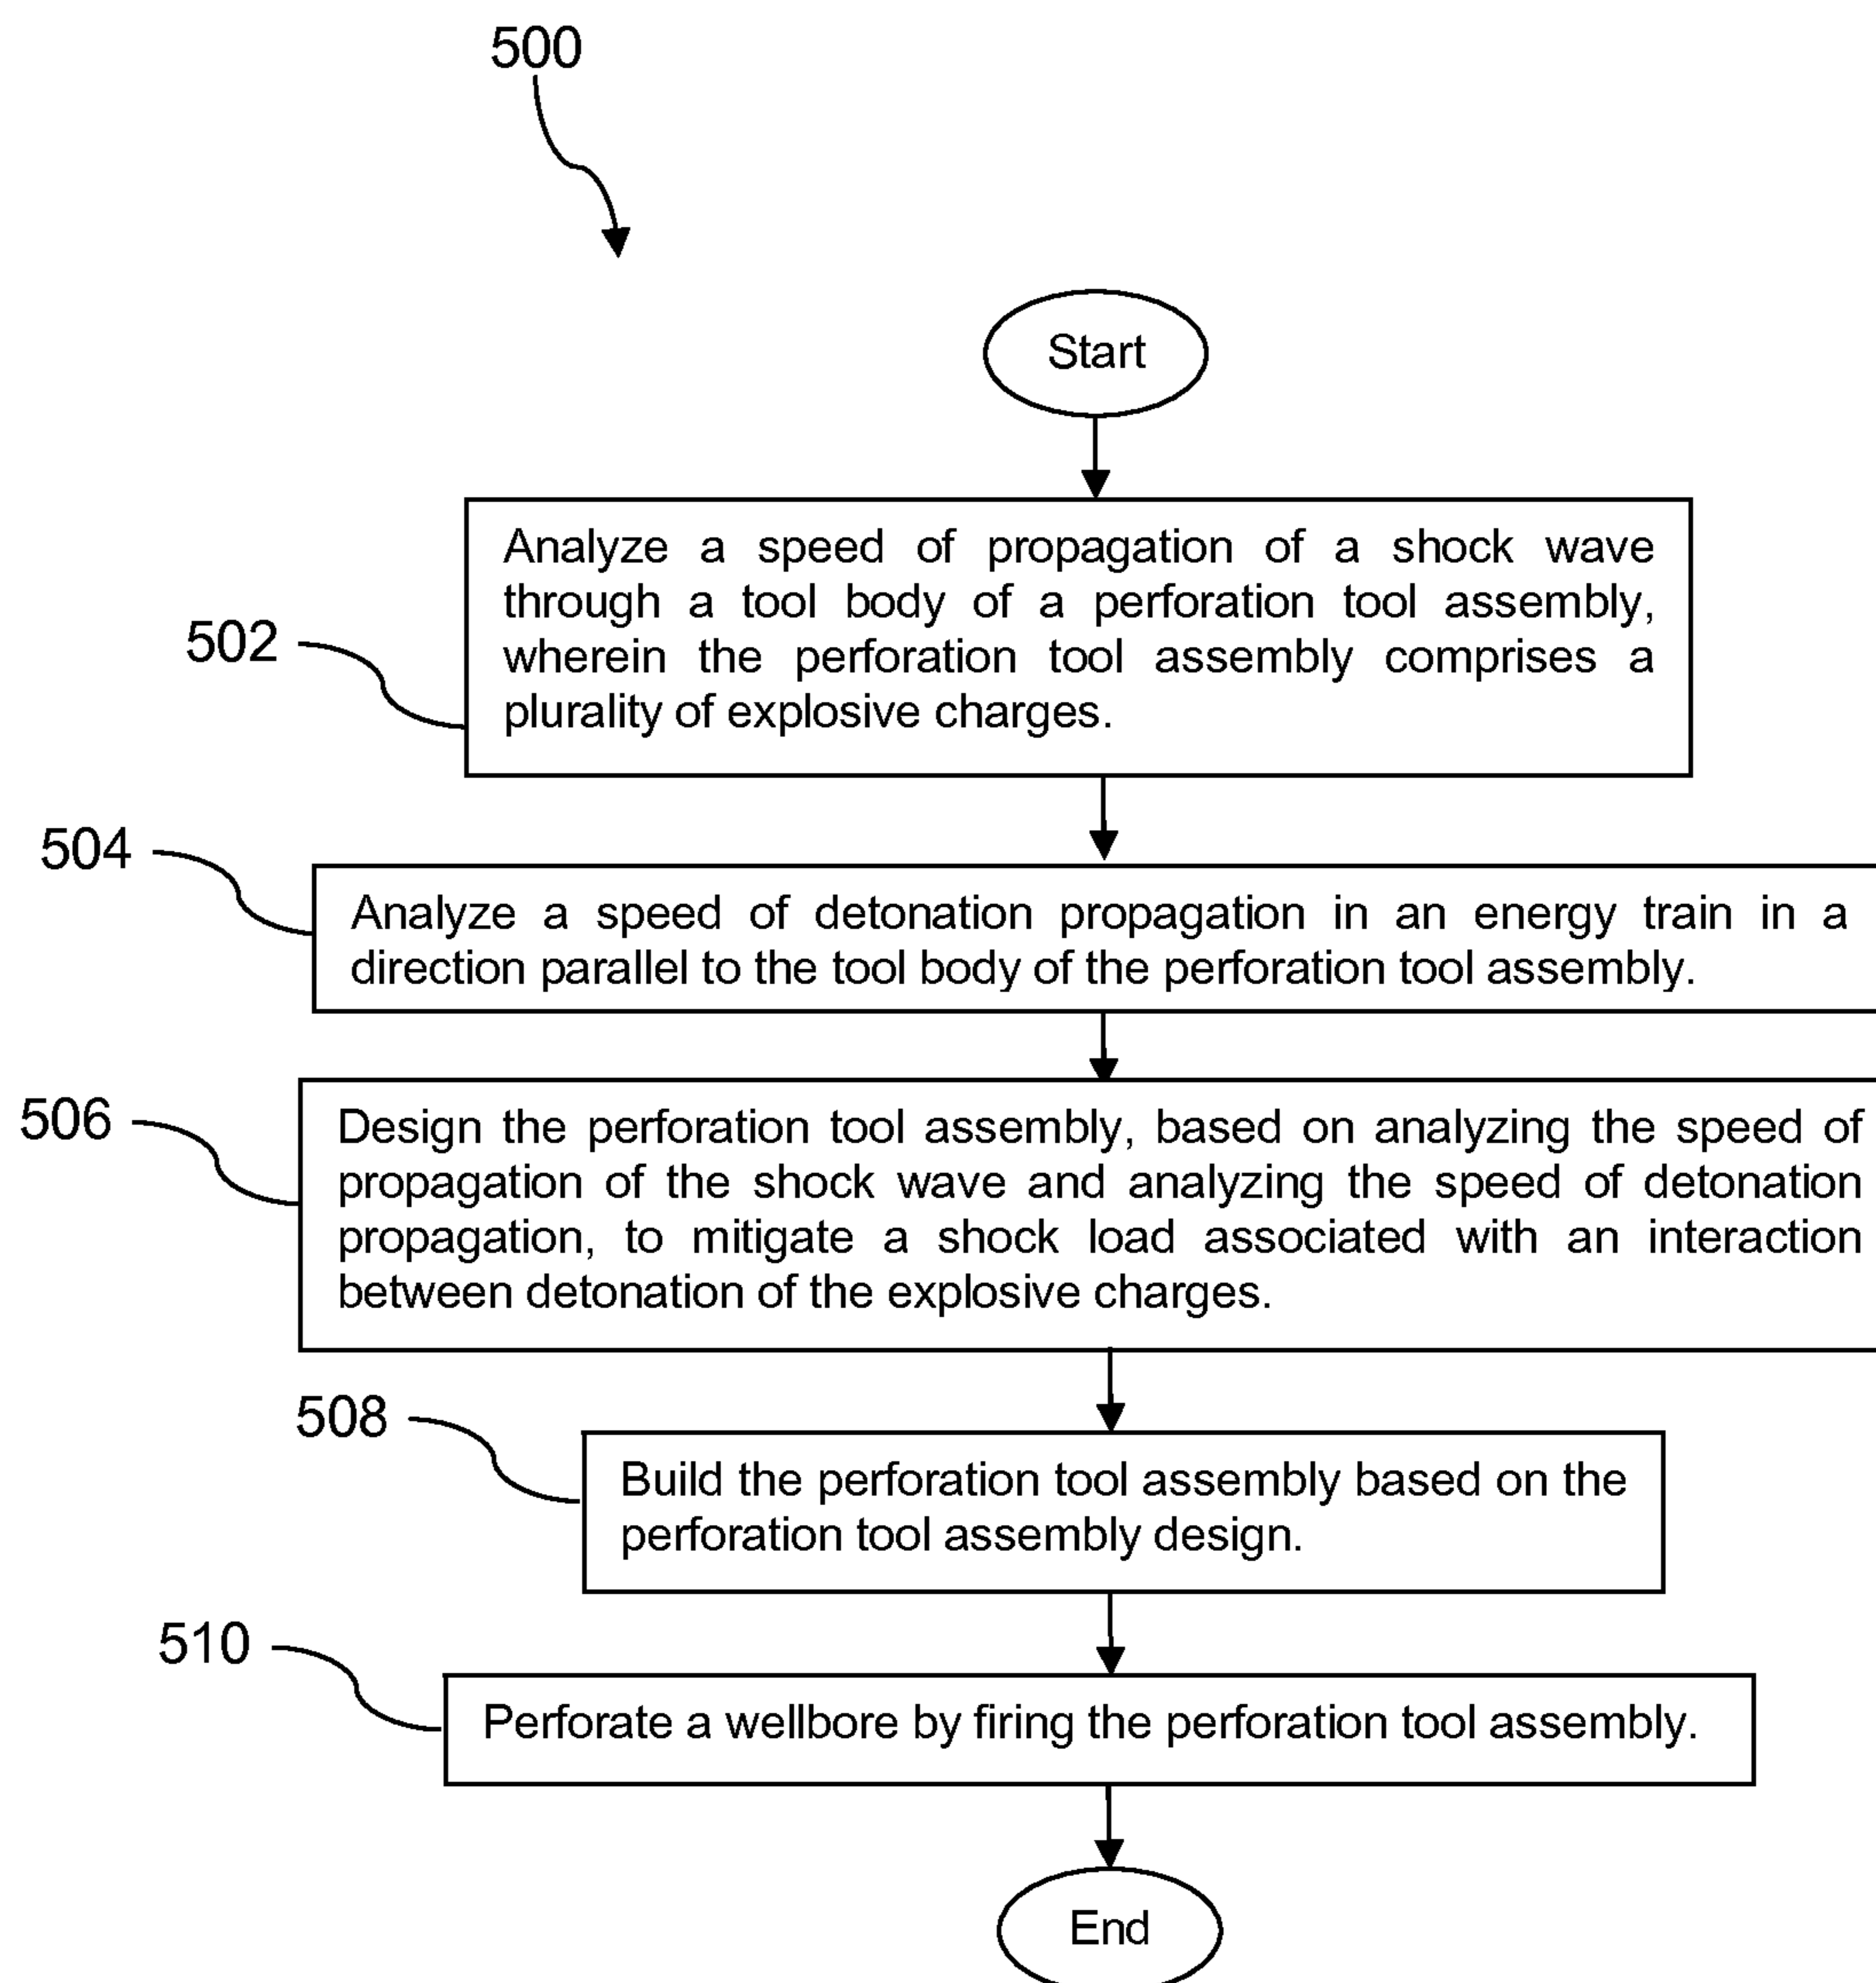 500
Start
502
Analyze a speed of propagation of a shock wave
through a tool body of a perforation tool assembly,
wherein the perforation tool assembly comprises a
plurality of explosive charges.
504
Analyze a speed of detonation propagation in an energy train in a
direction parallel to the tool body of the perforation tool assembly.
506
Design the perforation tool assembly, based on analyzing the speed of
propagation of the shock wave and analyzing the speed of detonation
propagation, to mitigate a shock load associated with an interaction
between detonation of the explosive charges.
508
Build the perforation tool assembly based on the
perforation tool assembly design.
510
Perforate a wellbore by firing the perforation tool assembly.
End